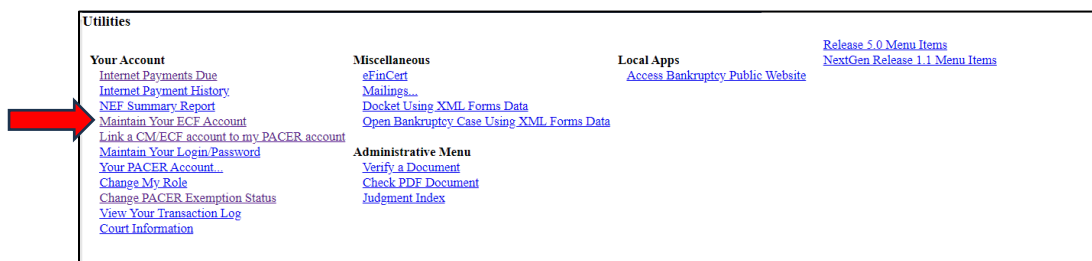 Utilities
Your Account
Internet Payments Due
Internet Payment History
NEF Summary Report
Maintain Your ECF Account
Link a CM/ECF account to my PACER account
Maintain Your Login/Password
Your PACER Account...
Change My Role
Change PACER Exemption Status
View Your Transaction Log
Court Information
Miscellaneous
eFinCert
Mailings...
Docket Using XML Forms Data
Open Bankruptcy Case Using XML Forms Data
Administrative Menu
Verify a Document
Check PDF Document
Judgment Index
Local Apps
Access Bankruptcy Public Website
Release 5.0 Menu Items
NextGen Release 1.1 Menu Items